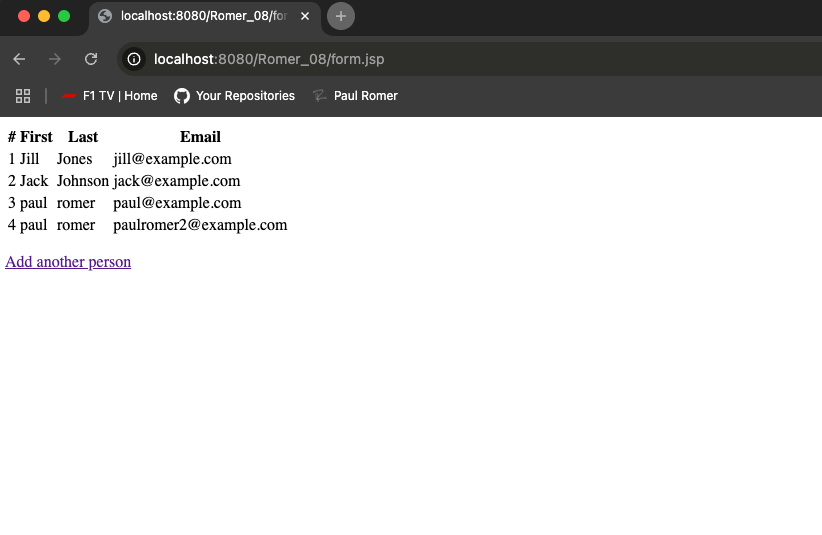 localhost:8080/Romer_08/for
localhost:8080/Romer_08/form.jsp
F1 TV | Home Your Repositories Paul Romer
# First Last Email
1 Jill Jones jill@example.com
2 Jack Johnson jack@example.com
3 paul romer paul@example.com
4 paul romer paulromer2@example.com
Add another person